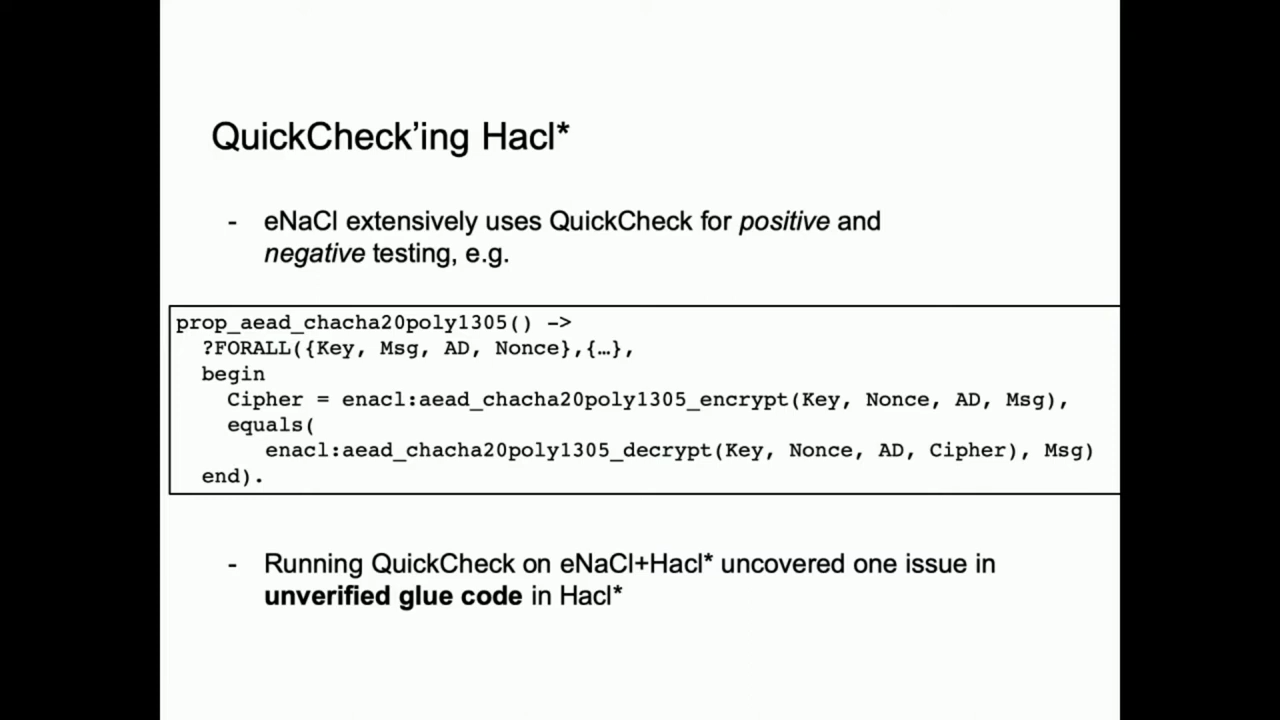 QuickCheck’ing Hacl*
- eNaCl extensively uses QuickCheck for positive and
negative testing, e.g.
prop_aead_chacha20poly1305() ->
?FORALL({Key, Msg, AD, Nonce},{…},
begin
Cipher = enacl:aead_chacha20poly1305_encrypt(Key, Nonce, AD, Msg),
equals(
enacl:aead_chacha20poly1305_decrypt(Key, Nonce, AD, Cipher), Msg)
end).
- Running QuickCheck on eNaCl+Hacl* uncovered one issue in
unverified glue code in Hacl*